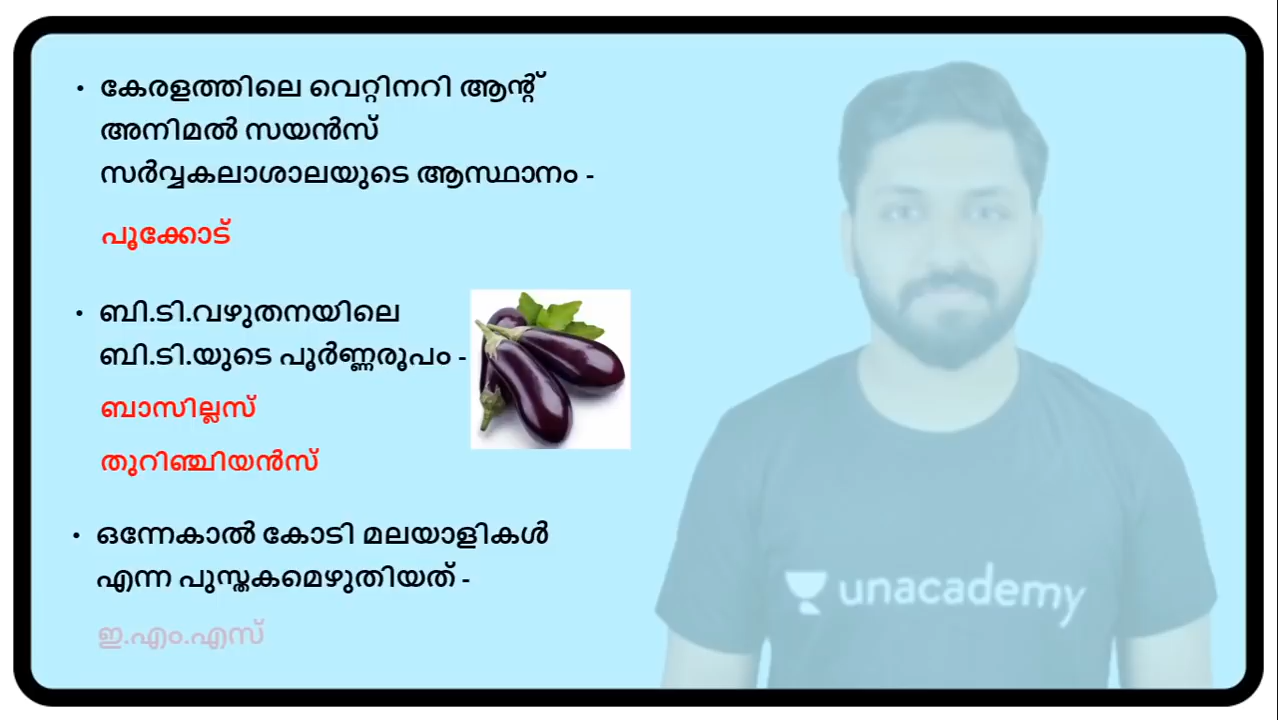 • കേരളത്തിലെ വെറ്റിനറി ആന്റ്
അനിമൽ സയൻസ്
സർവ്വകലാശാലയുടെ ആസ്ഥാനം -
പൂക്കോട്
• ബി.ടി.വഴുതനയിലെ
ബി.ടി.യുടെ പൂർണ്ണരൂപം -
ബാസില്ലസ്
തുറിഞ്ചിയൻസ്
• ഒന്നേകാൽ കോടി മലയാളികൾ
എന്ന പുസ്തകമെഴുതിയത് -
ഇ.എം.എസ്
unacademy